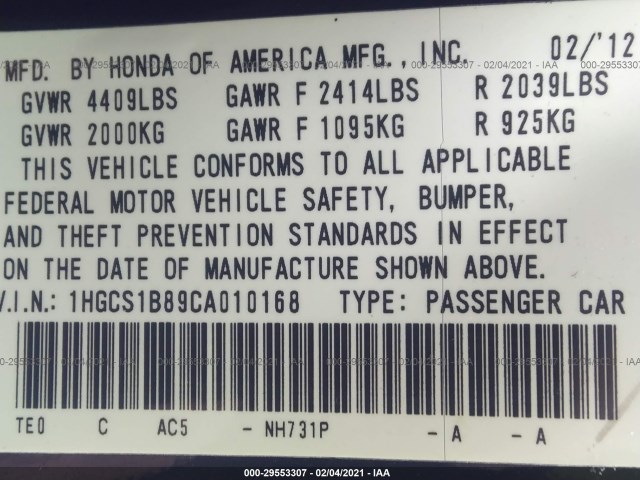 MFD. BY HONDA OF AMERICA MFG., INC. 02/'12
GVWR 4409LBS GAWR F 2414LBS R 2039LBS
GVWR 2000KG GAWR F 1095KG R 925KG
THIS VEHICLE CONFORMS TO ALL APPLICABLE
FEDERAL MOTOR VEHICLE SAFETY, BUMPER,
AND THEFT PREVENTION STANDARDS IN EFFECT
ON THE DATE OF MANUFACTURE SHOWN ABOVE.
V.I.N.: 1HGCS1B89CA010168 TYPE: PASSENGER CAR
TE0 C AC5 - NH731P - A - A
000-29553307 - 02/04/2021 - IAA